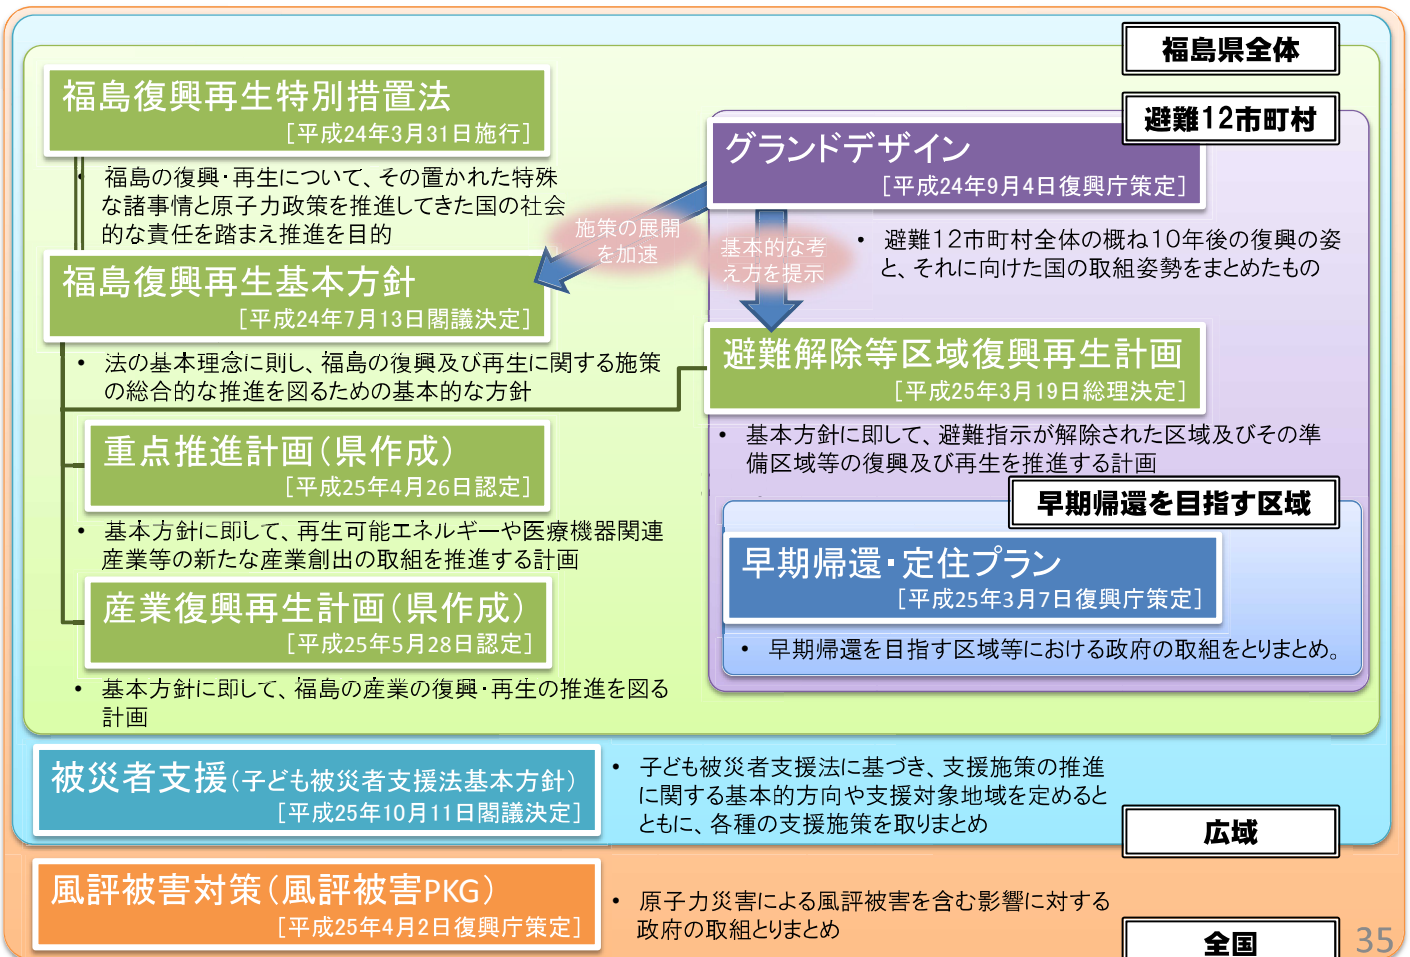 福島県全体
福島復興再生特別措置法
［平成24年3月31日施行］
• 福島の復興・再生について、その置かれた特殊
な諸事情と原子力政策を推進してきた国の社会
的な責任を踏まえ推進を目的
福島復興再生基本方針
［平成24年7月13日閣議決定］
• 法の基本理念に則し、福島の復興及び再生に関する施策
の総合的な推進を図るための基本的な方針
重点推進計画（県作成）
［平成25年4月26日認定］
• 基本方針に即して、再生可能エネルギーや医療機器関連
産業等の新たな産業創出の取組を推進する計画
産業復興再生計画（県作成）
［平成25年5月28日認定］
• 基本方針に即して、福島の産業の復興・再生の推進を図る
計画
避難12市町村
グランドデザイン
［平成24年9月4日復興庁策定］
施策の展開
を加速
基本的な考
え方を提示
• 避難12市町村全体の概ね10年後の復興の姿
と、それに向けた国の取組姿勢をまとめたもの
避難解除等区域復興再生計画
［平成25年3月19日総理決定］
• 基本方針に即して、避難指示が解除された区域及びその準
備区域等の復興及び再生を推進する計画
早期帰還を目指す区域
早期帰還・定住プラン
［平成25年3月7日復興庁策定］
• 早期帰還を目指す区域等における政府の取組をとりまとめ。
被災者支援（子ども被災者支援法基本方針）
［平成25年10月11日閣議決定］
• 子ども被災者支援法に基づき、支援施策の推進
に関する基本的方向や支援対象地域を定めると
ともに、各種の支援施策を取りまとめ
広域
風評被害対策（風評被害PKG）
［平成25年4月2日復興庁策定］
• 原子力災害による風評被害を含む影響に対する
政府の取組とりまとめ
全国
35